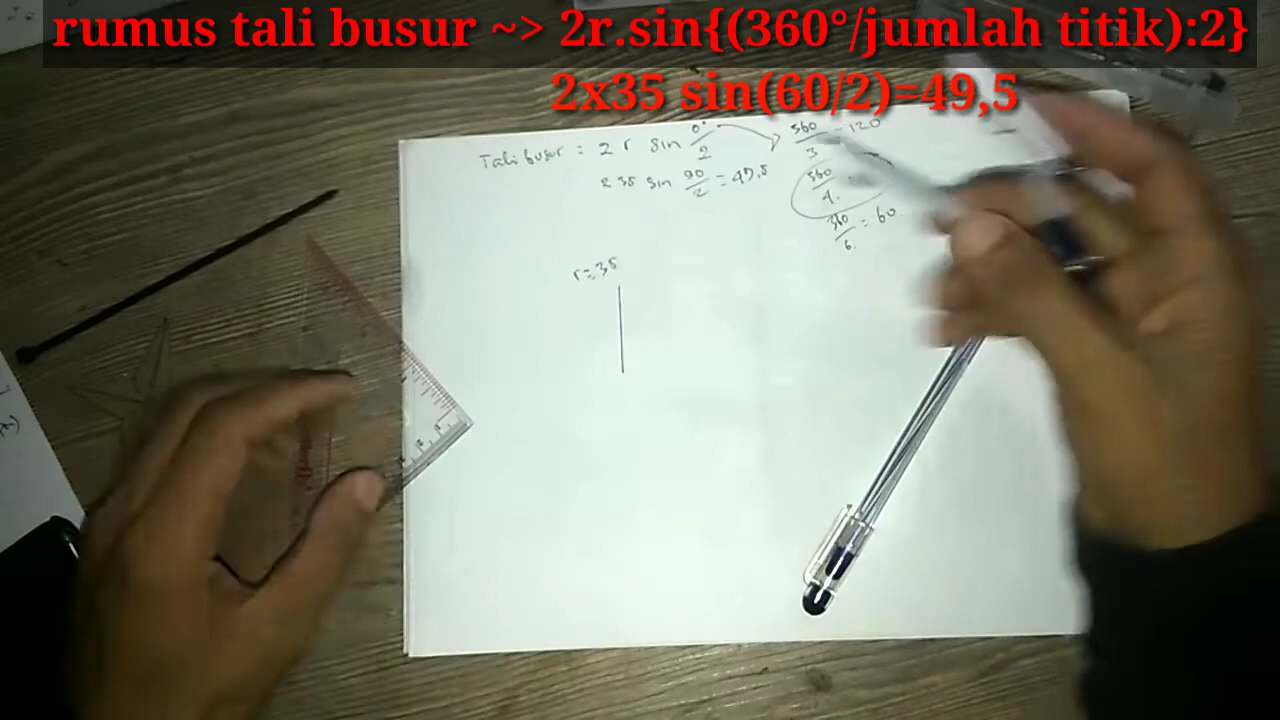 rumus tali busur ~> 2r.sin{(360°/jumlah titik):2}
2x35 sin(60/2)=49,5
Tali busur : 2 r sin 0°/2
2 35 sin 90/2 = 49,5
360/3 = 120
360/4
360/6 = 60
r=35